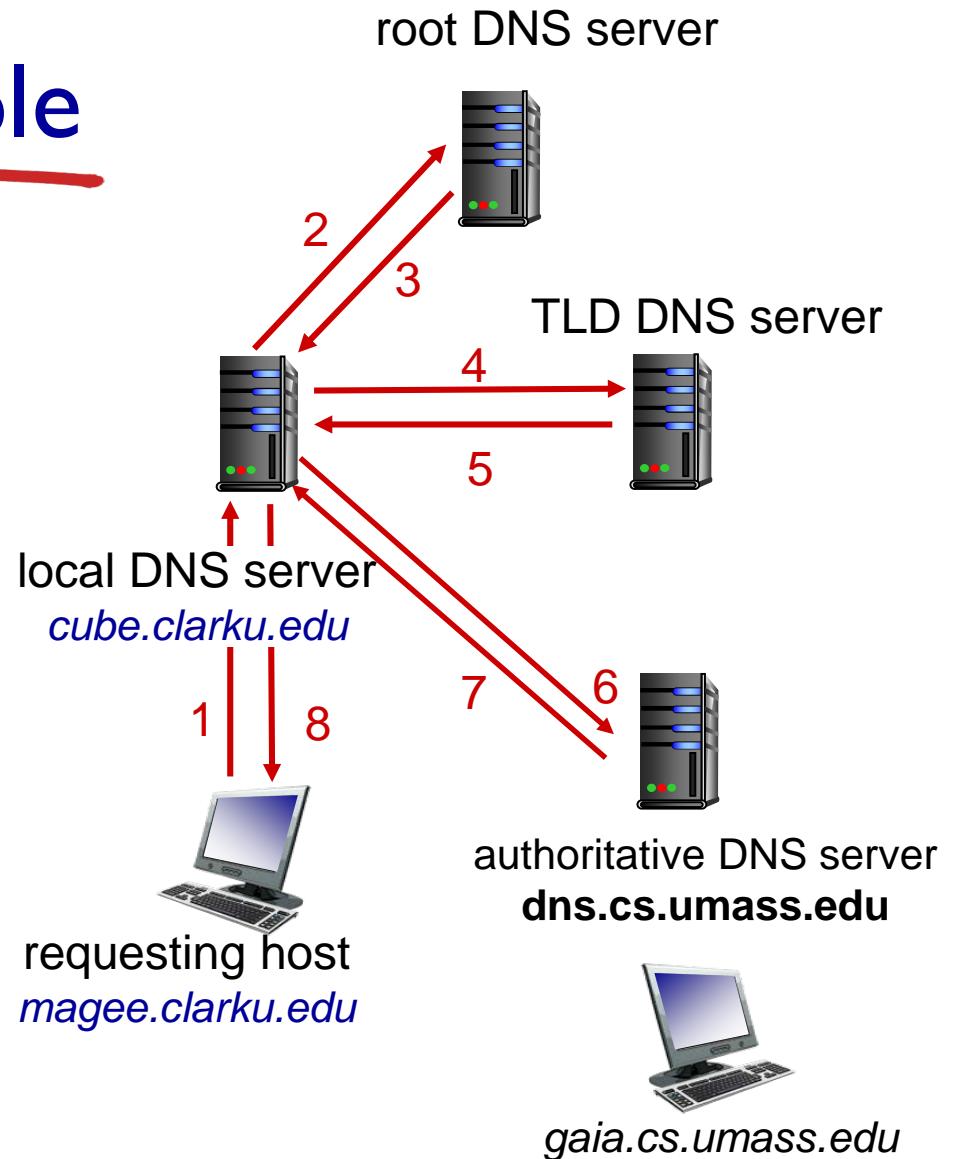 root DNS server
ole
2
3
TLD DNS server
4
5
local DNS server
cube.clarku.edu
7
6
1
8
authoritative DNS server
dns.cs.umass.edu
requesting host
magee.clarku.edu
gaia.cs.umass.edu